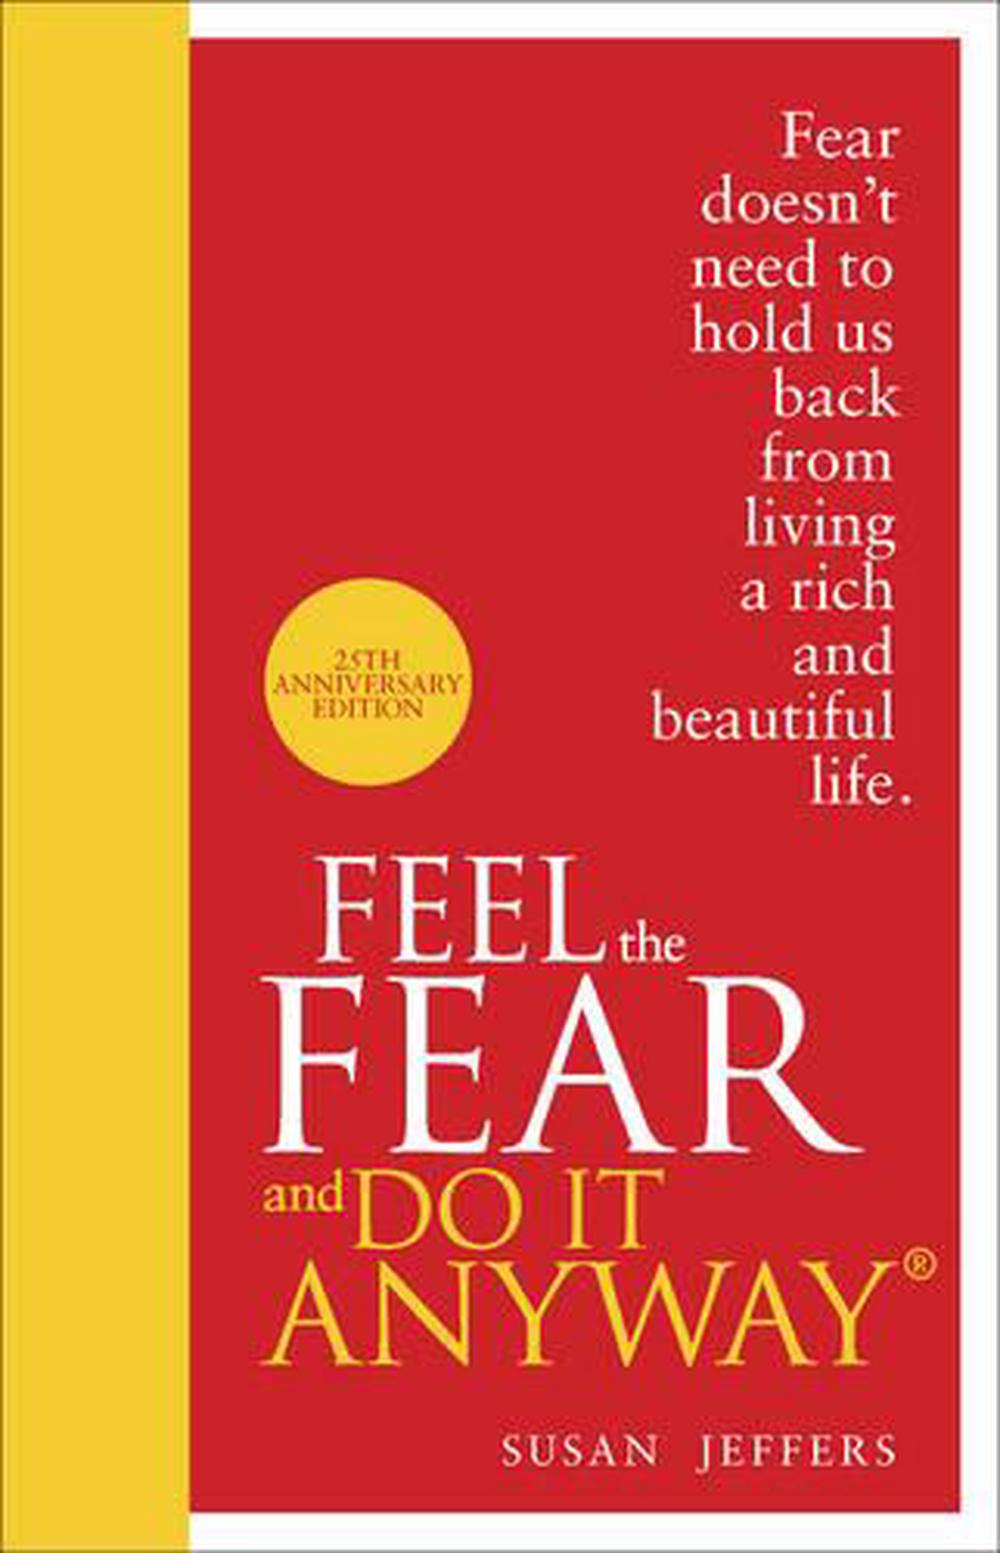 Fear
doesn’t
need to
hold us
back
from
living
a rich
and
beautiful
life.
25TH
ANNIVERSARY
EDITION
FEEL the
FEAR
and DO IT
ANYWAY®
SUSAN JEFFERS